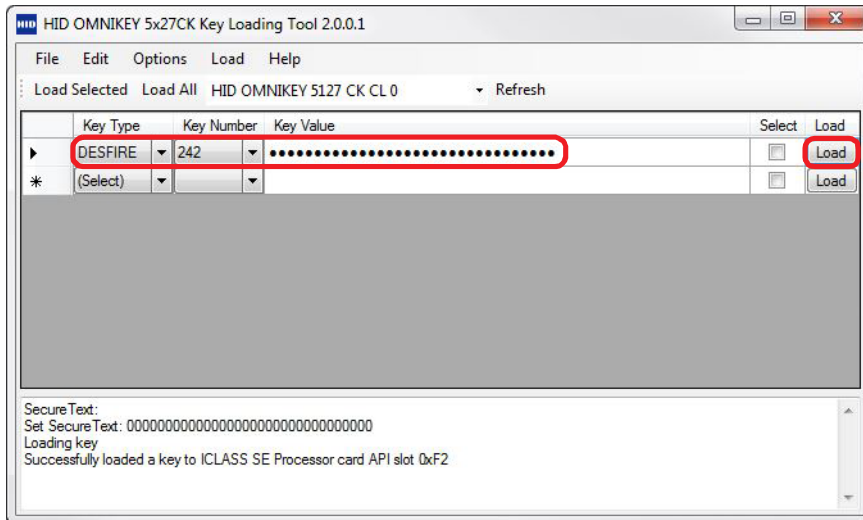 HID HID OMNIKEY 5x27CK Key Loading Tool 2.0.0.1
File Edit Options Load Help
Load Selected Load All HID OMNIKEY 5127 CK CL 0 Refresh
Key Type Key Number Key Value Select Load
DESFIRE 242 ●●●●●●●●●●●●●●●●●●●●●●●●●●●●●●●● Load
(Select) Load
SecureText:
Set SecureText: 00000000000000000000000000000000
Loading key
Successfully loaded a key to ICLASS SE Processor card API slot 0xF2